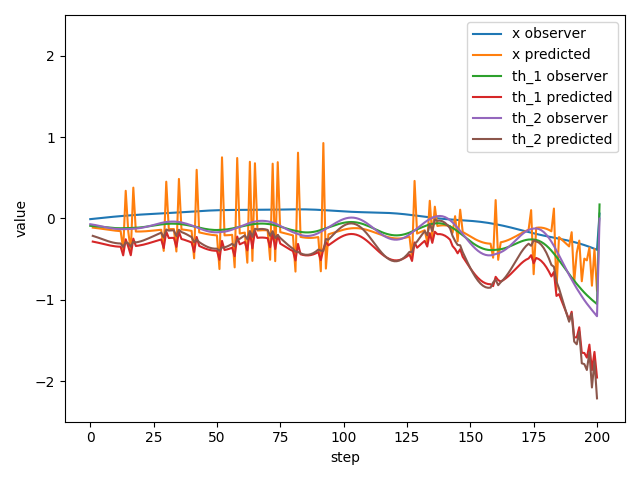 x observer
x predicted
th_1 observer
th_1 predicted
th_2 observer
th_2 predicted
2
1
0
−1
−2
value
0 25 50 75 100 125 150 175 200
step